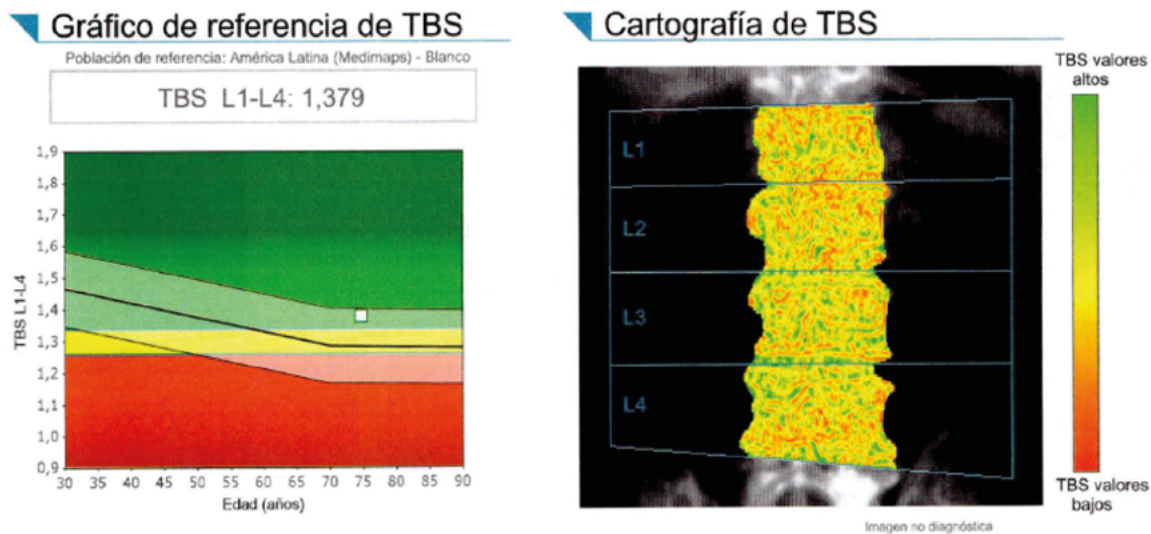 Gráfico de referencia de TBS
Población de referencia: América Latina (Medimaps) - Blanco
TBS L1-L4: 1,379
1,9
1,8
1,7
1,6
1,5
1,4
1,3
1,2
1,1
1,0
0,9
TBS L1-L4
30 35 40 45 50 55 60 65 70 75 80 85 90
Edad (años)
Cartografía de TBS
L1
L2
L3
L4
TBS valores
altos
TBS valores
bajos
Imagen no diagnóstica